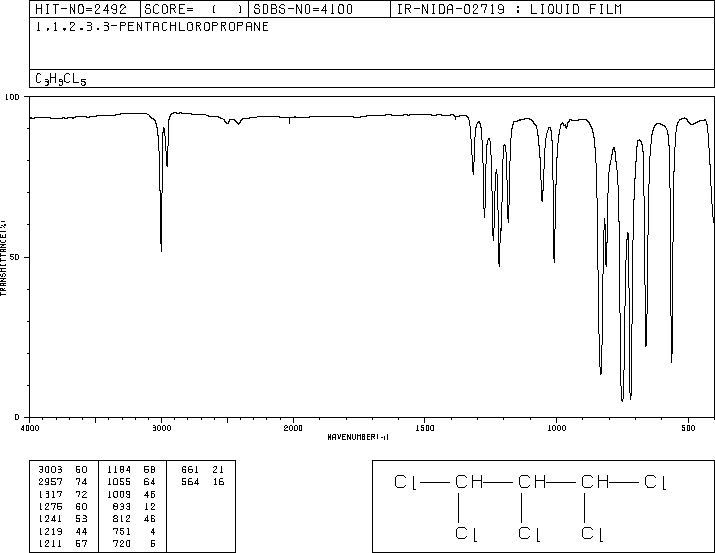 HIT-NO=2492 SCORE= ( ) SDBS-NO=4100 IR-NIDA-02719 : LIQUID FILM
1,1,2,3,3-PENTACHLOROPROPANE
C3H3CL5
100
TRANSMITTANCE(%)
50
0
4000 3000 2000 1500 1000 500
WAVENUMBER(-1)
3003 60 1184 58 661 21
2957 74 1055 64 564 16
1317 72 1009 46
1275 60 833 12
1241 53 812 46
1219 44 751 4
1211 67 720 5
Cl CH CH CH Cl
Cl Cl Cl